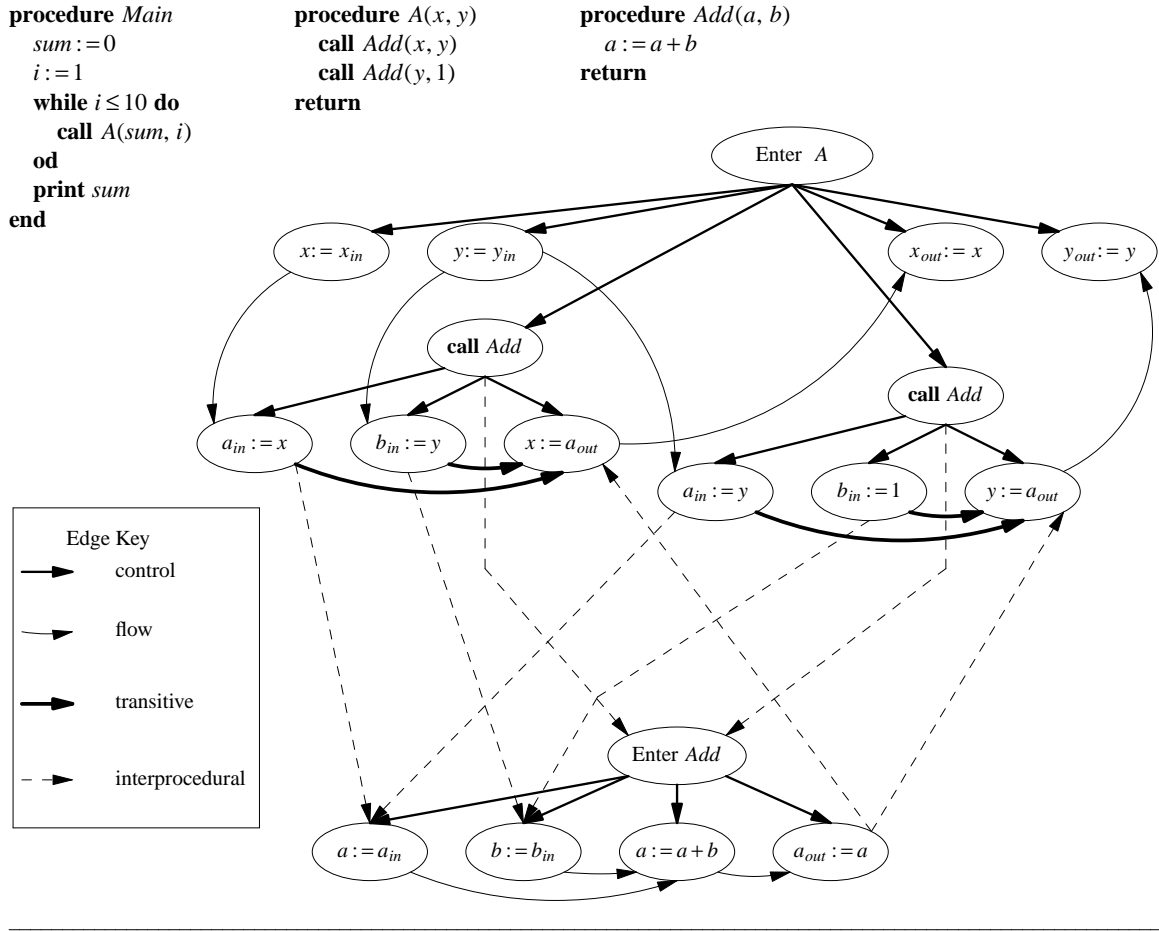 procedure Main
sum := 0
i := 1
while i ≤ 10 do
call A(sum, i)
od
print sum
end
procedure A(x, y)
call Add(x, y)
call Add(y, 1)
return
procedure Add(a, b)
a := a + b
return
Enter A
x := x_in
y := y_in
x_out := x
y_out := y
call Add
call Add
a_in := x
b_in := y
x := a_out
a_in := y
b_in := 1
y := a_out
Edge Key
control
flow
transitive
interprocedural
Enter Add
a := a_in
b := b_in
a := a + b
a_out := a